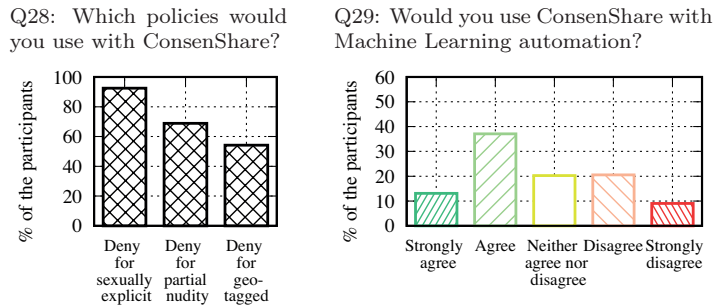 Q28: Which policies would
you use with ConsenShare?
% of the participants
100
80
60
40
20
0
Deny
for
sexually
explicit
Deny
for
partial
nudity
Deny
for
geo-
tagged
Q29: Would you use ConsenShare with
Machine Learning automation?
% of the participants
60
50
40
30
20
10
0
Strongly
agree
Agree
Neither
agree nor
disagree
Disagree
Strongly
disagree